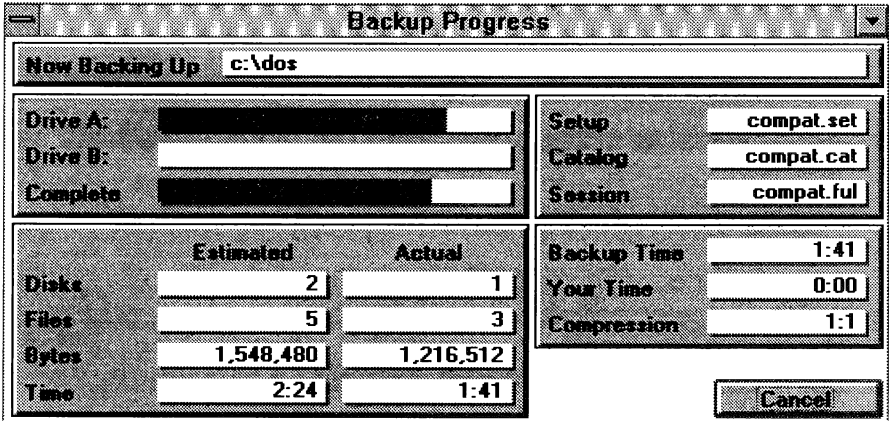 Backup Progress
Now Backing Up c:\dos
Drive A:
Drive B:
Complete
Setup compat.set
Catalog compat.cat
Session compat.ful
Estimated Actual
Disks 2 1
Files 5 3
Bytes 1,548,480 1,216,512
Time 2:24 1:41
Backup Time 1:41
Your Time 0:00
Compression 1:1
Cancel